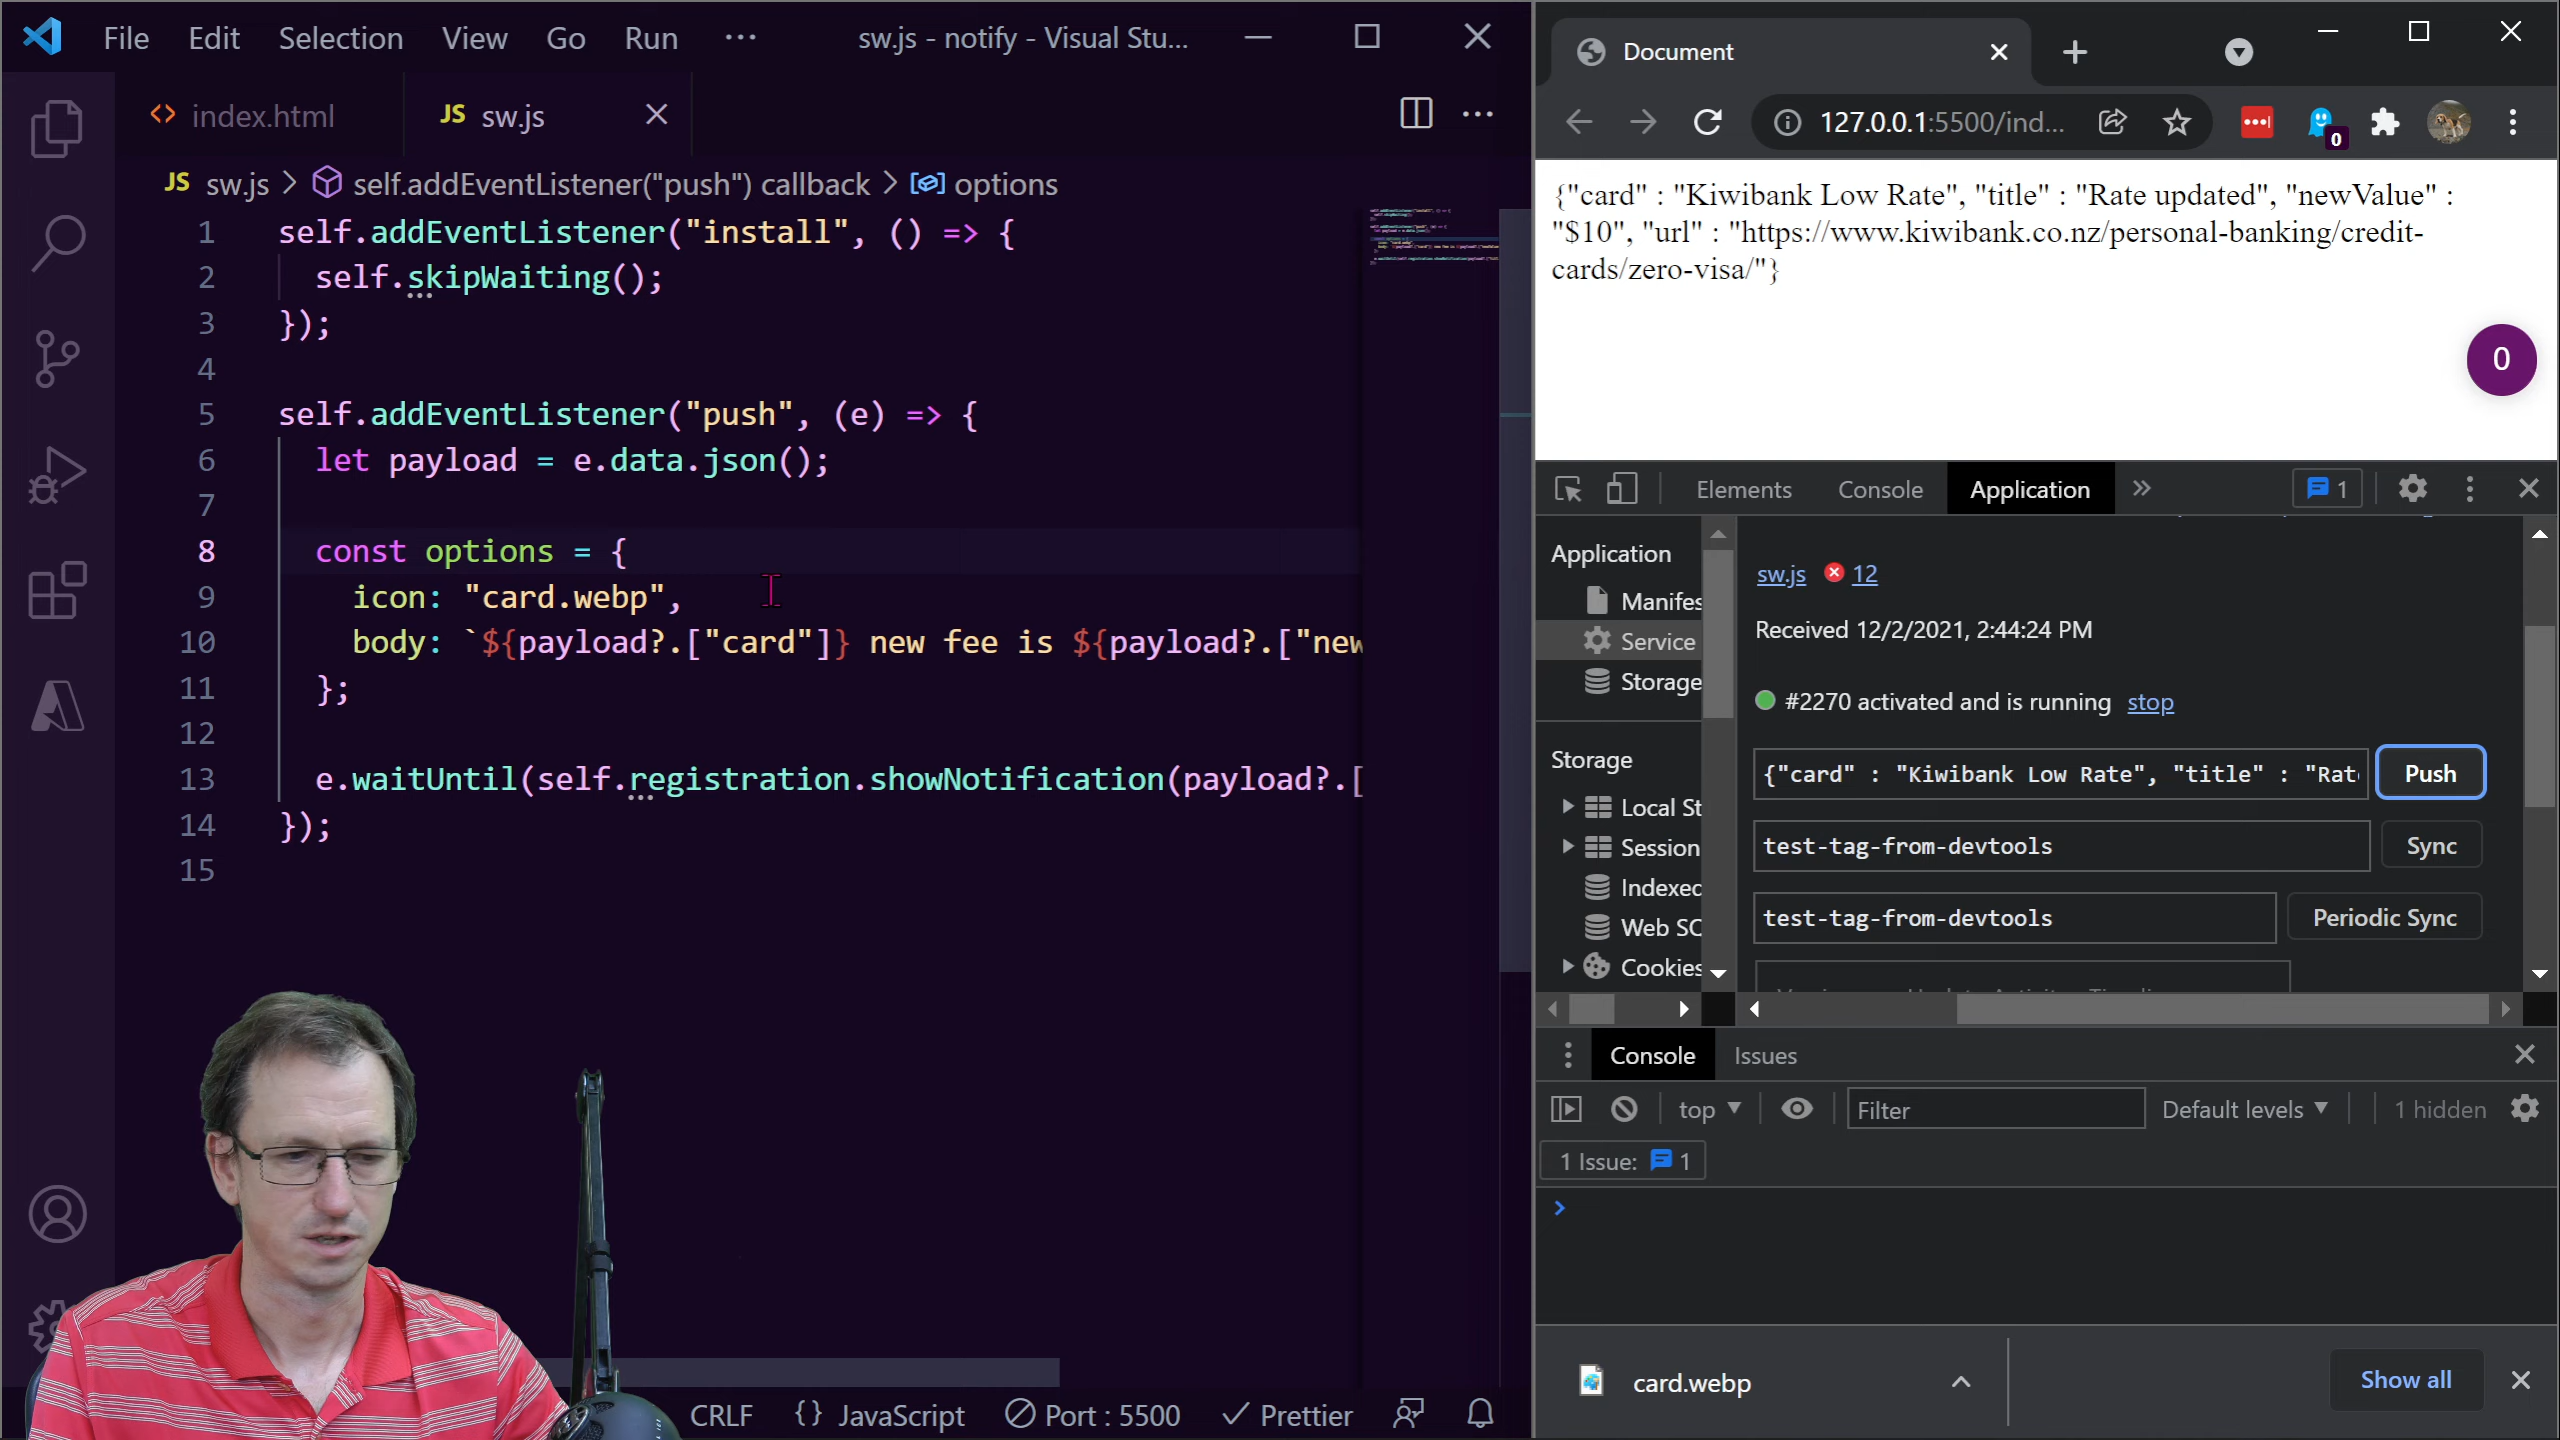 File Edit Selection View Go Run ··· sw.js - notify - Visual Stu...
index.html JS sw.js
JS sw.js > self.addEventListener("push") callback > options
1 self.addEventListener("install", () => {
2 self.skipWaiting();
3 });
4
5 self.addEventListener("push", (e) => {
6 let payload = e.data.json();
7
8 const options = {
9 icon: "card.webp",
10 body: `${payload?.["card"]} new fee is ${payload?.["new
11 };
12
13 e.waitUntil(self.registration.showNotification(payload?.[
14 });
15
CRLF {} JavaScript Port : 5500 Prettier
Document
127.0.0.1:5500/ind...
0
{"card" : "Kiwibank Low Rate", "title" : "Rate updated", "newValue" :
"$10", "url" : "https://www.kiwibank.co.nz/personal-banking/credit-
cards/zero-visa/"}
0
Elements Console Application » 1
Application
Manifes
Service
Storage
Storage
Local St
Session
Indexed
Web SQ
Cookies
sw.js 12
Received 12/2/2021, 2:44:24 PM
#2270 activated and is running stop
{"card" : "Kiwibank Low Rate", "title" : "Rate Push
test-tag-from-devtools Sync
test-tag-from-devtools Periodic Sync
Console Issues
top Filter Default levels 1 hidden
1 Issue: 1
card.webp Show all